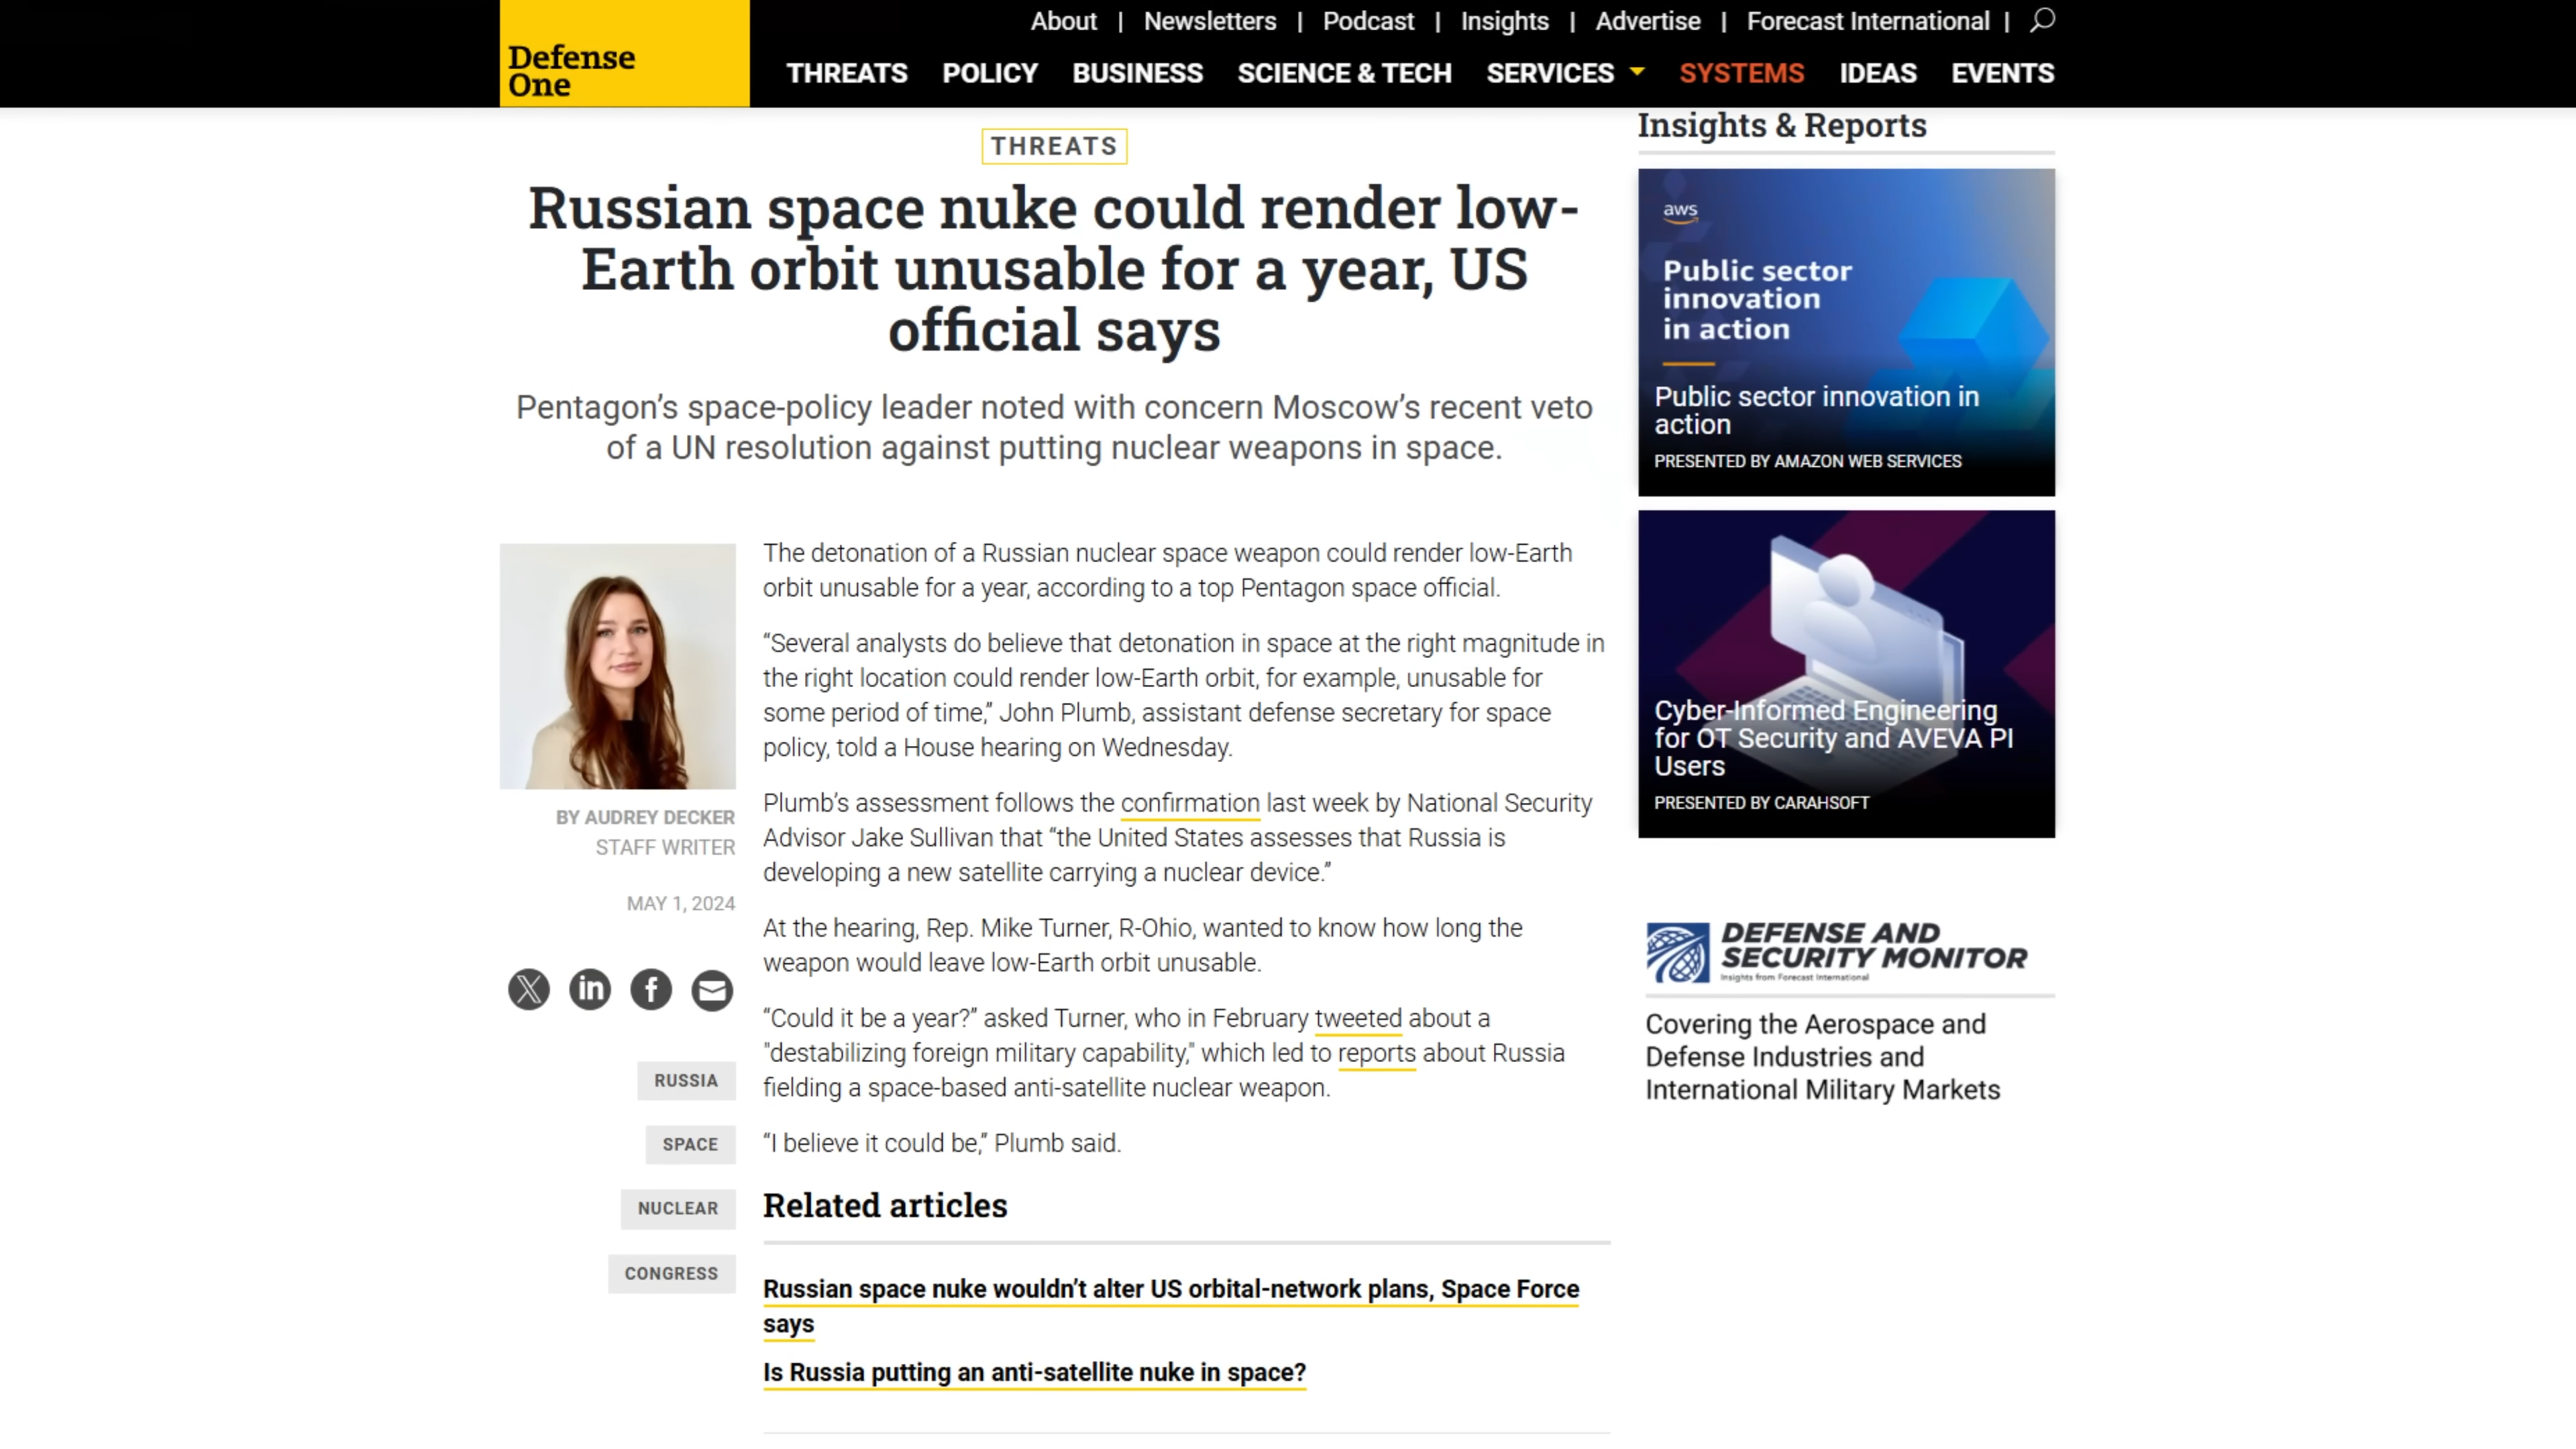 About | Newsletters | Podcast | Insights | Advertise | Forecast International |
Defense
One
THREATS POLICY BUSINESS SCIENCE & TECH SERVICES SYSTEMS IDEAS EVENTS
THREATS
Russian space nuke could render low-
Earth orbit unusable for a year, US
official says
Pentagon’s space-policy leader noted with concern Moscow’s recent veto
of a UN resolution against putting nuclear weapons in space.
BY AUDREY DECKER
STAFF WRITER
MAY 1, 2024
RUSSIA
SPACE
NUCLEAR
CONGRESS
The detonation of a Russian nuclear space weapon could render low-Earth
orbit unusable for a year, according to a top Pentagon space official.
“Several analysts do believe that detonation in space at the right magnitude in
the right location could render low-Earth orbit, for example, unusable for
some period of time,” John Plumb, assistant defense secretary for space
policy, told a House hearing on Wednesday.
Plumb’s assessment follows the confirmation last week by National Security
Advisor Jake Sullivan that “the United States assesses that Russia is
developing a new satellite carrying a nuclear device.”
At the hearing, Rep. Mike Turner, R-Ohio, wanted to know how long the
weapon would leave low-Earth orbit unusable.
“Could it be a year?” asked Turner, who in February tweeted about a
"destabilizing foreign military capability," which led to reports about Russia
fielding a space-based anti-satellite nuclear weapon.
“I believe it could be,” Plumb said.
Related articles
Russian space nuke wouldn’t alter US orbital-network plans, Space Force
says
Is Russia putting an anti-satellite nuke in space?
Insights & Reports
aws
Public sector
innovation
in action
Public sector innovation in
action
PRESENTED BY AMAZON WEB SERVICES
Cyber-Informed Engineering
for OT Security and AVEVA PI
Users
PRESENTED BY CARAHSOFT
DEFENSE AND
SECURITY MONITOR
Insights from Forecast International
Covering the Aerospace and
Defense Industries and
International Military Markets